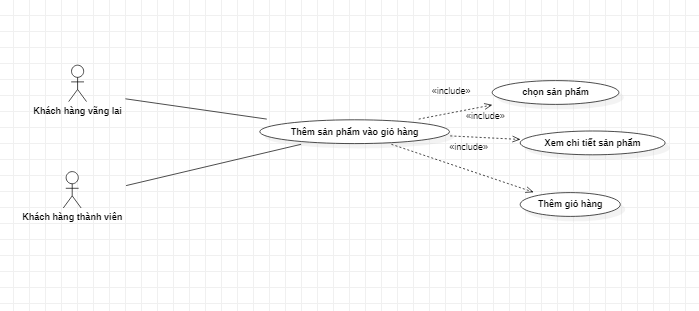 Khách hàng vãng lai
Khách hàng thành viên
Thêm sản phẩm vào giỏ hàng
«include»
«include»
«include»
chọn sản phẩm
Xem chi tiết sản phẩm
Thêm giỏ hàng